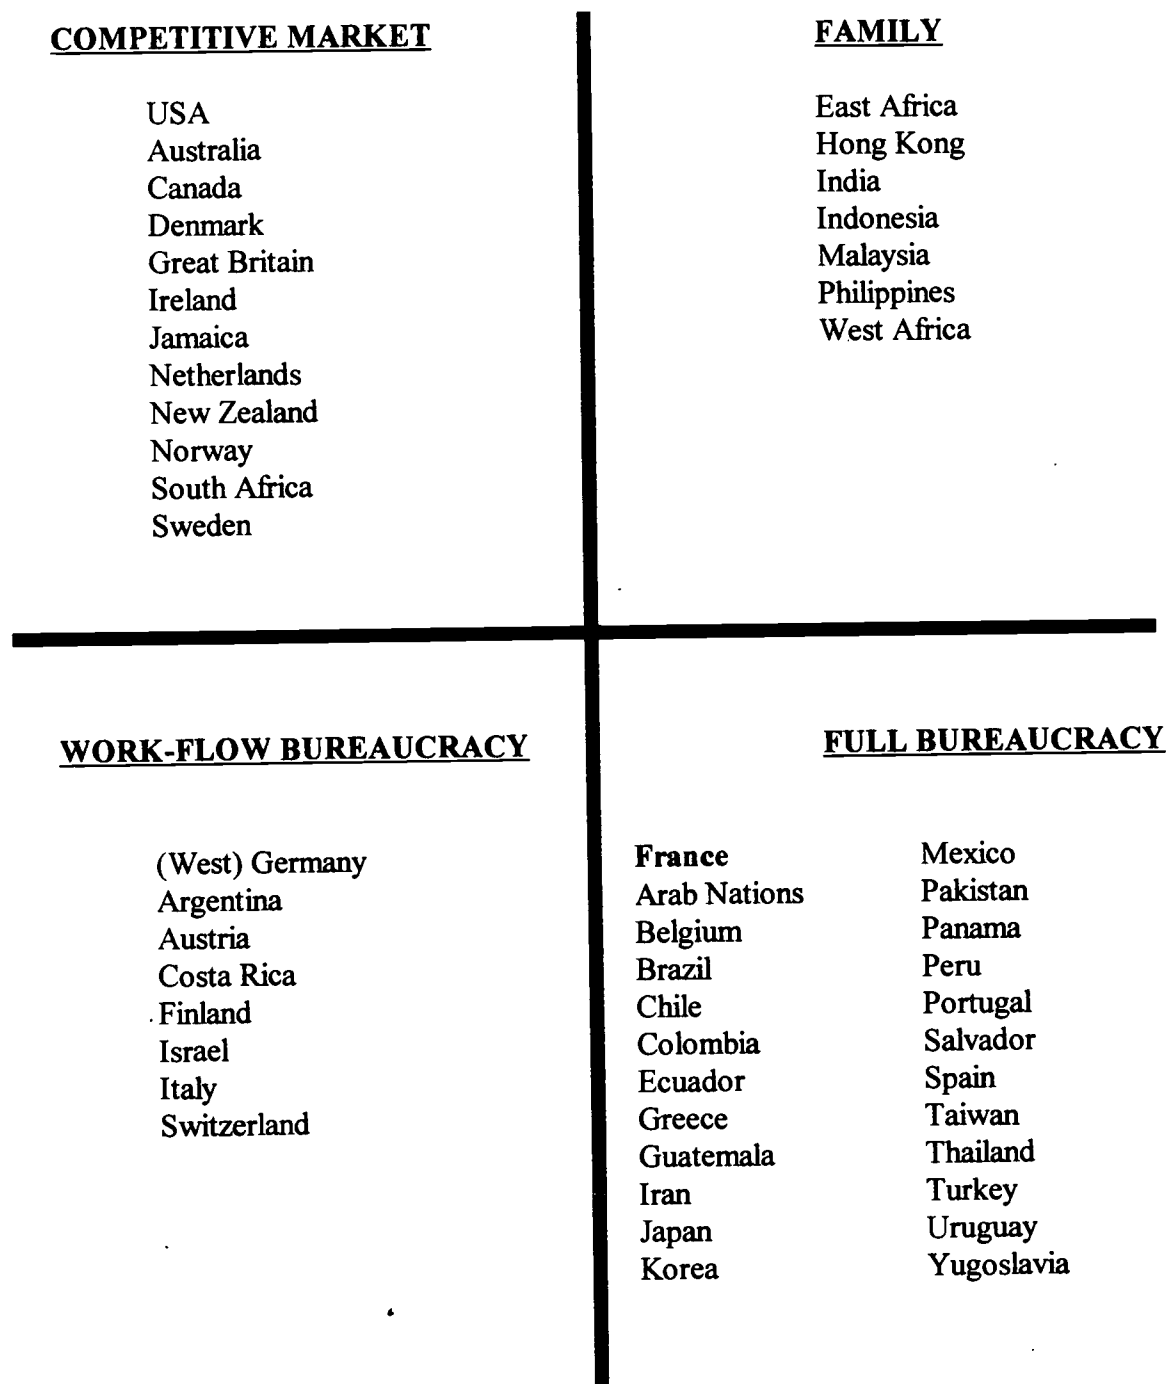 COMPETITIVE MARKET
USA
Australia
Canada
Denmark
Great Britain
Ireland
Jamaica
Netherlands
New Zealand
Norway
South Africa
Sweden
FAMILY
East Africa
Hong Kong
India
Indonesia
Malaysia
Philippines
West Africa
WORK-FLOW BUREAUCRACY
(West) Germany
Argentina
Austria
Costa Rica
Finland
Israel
Italy
Switzerland
FULL BUREAUCRACY
France
Arab Nations
Belgium
Brazil
Chile
Colombia
Ecuador
Greece
Guatemala
Iran
Japan
Korea
Mexico
Pakistan
Panama
Peru
Portugal
Salvador
Spain
Taiwan
Thailand
Turkey
Uruguay
Yugoslavia